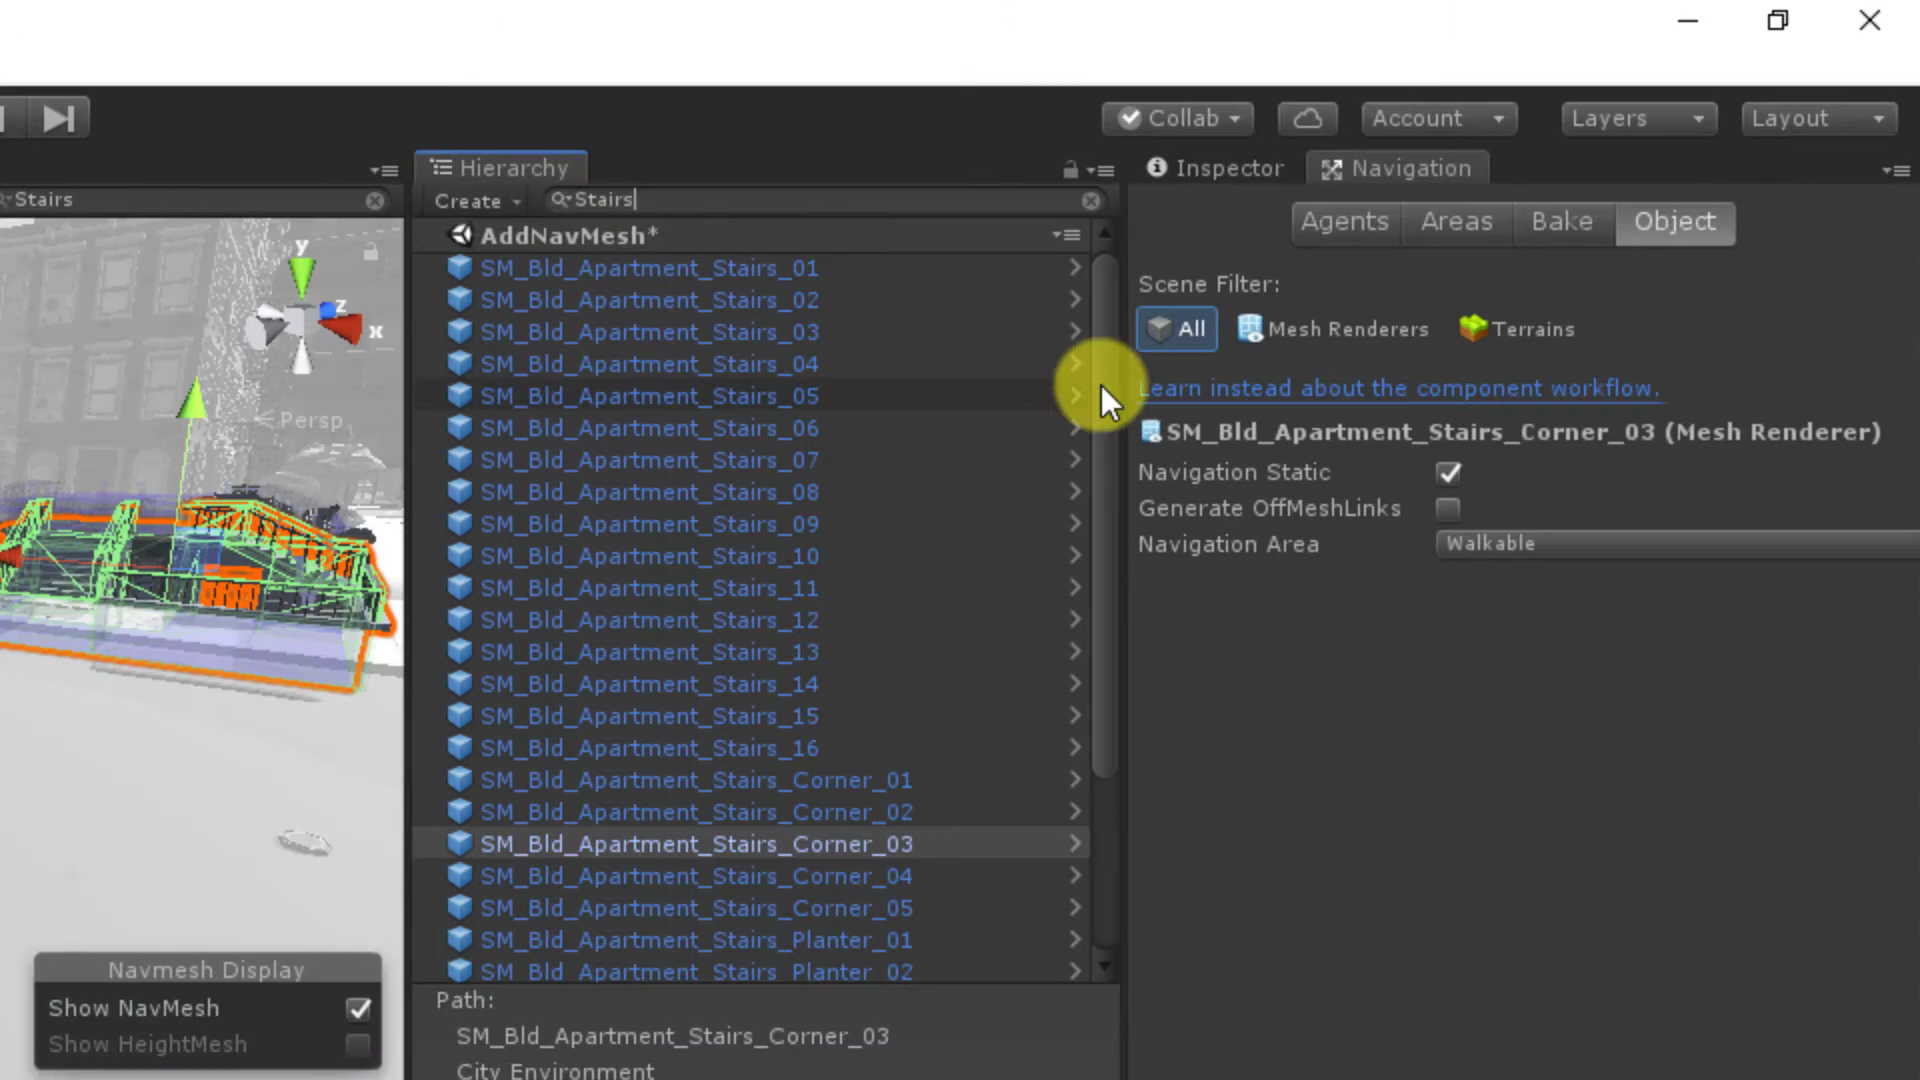 Collab
Account
Layers
Layout
Hierarchy
Inspector
Navigation
Stairs
Create
Stairs
Agents
Areas
Bake
Object
AddNavMesh*
SM_Bld_Apartment_Stairs_01
SM_Bld_Apartment_Stairs_02
SM_Bld_Apartment_Stairs_03
SM_Bld_Apartment_Stairs_04
SM_Bld_Apartment_Stairs_05
SM_Bld_Apartment_Stairs_06
SM_Bld_Apartment_Stairs_07
SM_Bld_Apartment_Stairs_08
SM_Bld_Apartment_Stairs_09
SM_Bld_Apartment_Stairs_10
SM_Bld_Apartment_Stairs_11
SM_Bld_Apartment_Stairs_12
SM_Bld_Apartment_Stairs_13
SM_Bld_Apartment_Stairs_14
SM_Bld_Apartment_Stairs_15
SM_Bld_Apartment_Stairs_16
SM_Bld_Apartment_Stairs_Corner_01
SM_Bld_Apartment_Stairs_Corner_02
SM_Bld_Apartment_Stairs_Corner_03
SM_Bld_Apartment_Stairs_Corner_04
SM_Bld_Apartment_Stairs_Corner_05
SM_Bld_Apartment_Stairs_Planter_01
SM_Bld_Apartment_Stairs_Planter_02
Path:
SM_Bld_Apartment_Stairs_Corner_03
City Environment
Scene Filter:
All
Mesh Renderers
Terrains
Learn instead about the component workflow.
SM_Bld_Apartment_Stairs_Corner_03 (Mesh Renderer)
Navigation Static
Generate OffMeshLinks
Navigation Area
Walkable
y
z
x
Persp
Navmesh Display
Show NavMesh
Show HeightMesh